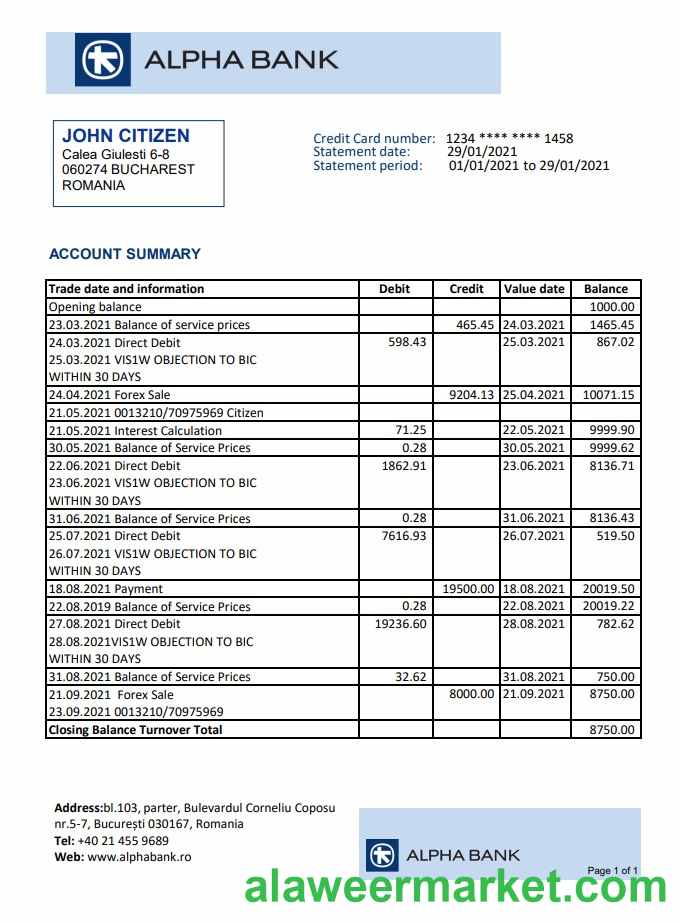 ALPHA BANK
JOHN CITIZEN
Calea Giulesti 6-8
060274 BUCHAREST
ROMANIA
Credit Card number: 1234 **** **** 1458
Statement date: 29/01/2021
Statement period: 01/01/2021 to 29/01/2021
ACCOUNT SUMMARY
Trade date and information Debit Credit Value date Balance
Opening balance 1000.00
23.03.2021 Balance of service prices 465.45 24.03.2021 1465.45
24.03.2021 Direct Debit 598.43 25.03.2021 867.02
25.03.2021 VIS1W OBJECTION TO BIC
WITHIN 30 DAYS
24.04.2021 Forex Sale 9204.13 25.04.2021 10071.15
21.05.2021 0013210/70975969 Citizen
21.05.2021 Interest Calculation 71.25 22.05.2021 9999.90
30.05.2021 Balance of Service Prices 0.28 30.05.2021 9999.62
22.06.2021 Direct Debit 1862.91 23.06.2021 8136.71
23.06.2021 VIS1W OBJECTION TO BIC
WITHIN 30 DAYS
31.06.2021 Balance of Service Prices 0.28 31.06.2021 8136.43
25.07.2021 Direct Debit 7616.93 26.07.2021 519.50
26.07.2021 VIS1W OBJECTION TO BIC
WITHIN 30 DAYS
18.08.2021 Payment 19500.00 18.08.2021 20019.50
22.08.2019 Balance of Service Prices 0.28 22.08.2021 20019.22
27.08.2021 Direct Debit 19236.60 28.08.2021 782.62
28.08.2021VIS1W OBJECTION TO BIC
WITHIN 30 DAYS
31.08.2021 Balance of Service Prices 32.62 31.08.2021 750.00
21.09.2021 Forex Sale 8000.00 21.09.2021 8750.00
23.09.2021 0013210/70975969
Closing Balance Turnover Total 8750.00
Address:bl.103, parter, Bulevardul Corneliu Coposu
nr.5-7, București 030167, Romania
Tel: +40 21 455 9689
Web: www.alphabank.ro
ALPHA BANK
Page 1 of 1
alaweermarket.com